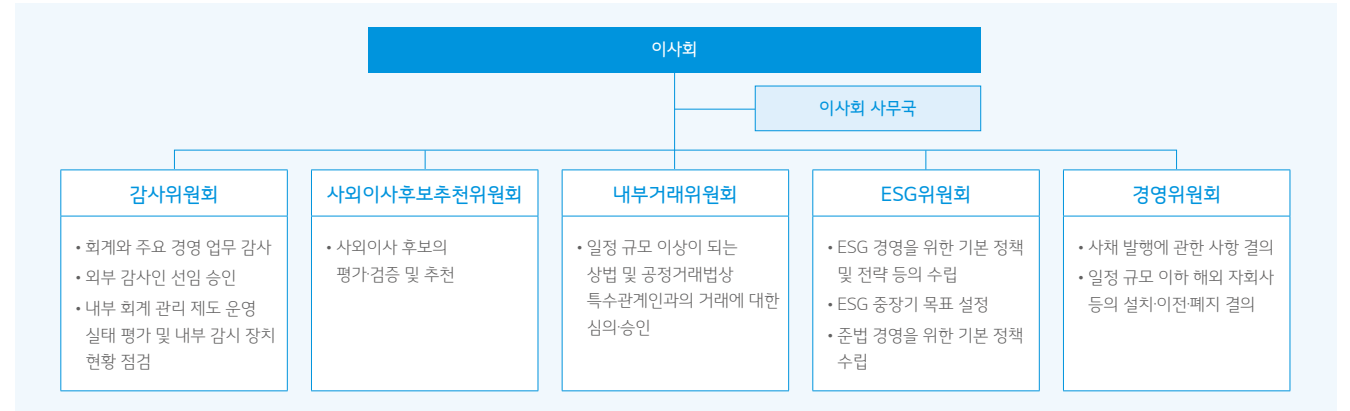 이사회
이사회 사무국
감사위원회
• 회계와 주요 경영 업무 감사
• 외부 감사인 선임 승인
• 내부 회계 관리 제도 운영
실태 평가 및 내부 감시 장치
현황 점검
사외이사후보추천위원회
• 사외이사 후보의
평가·검증 및 추천
내부거래위원회
• 일정 규모 이상이 되는
상법 및 공정거래법상
특수관계인과의 거래에 대한
심의·승인
ESG위원회
• ESG 경영을 위한 기본 정책
및 전략 등의 수립
• ESG 중장기 목표 설정
• 준법 경영을 위한 기본 정책
수립
경영위원회
• 사채 발행에 관한 사항 결의
• 일정 규모 이하 해외 자회사
등의 설치·이전·폐지 결의